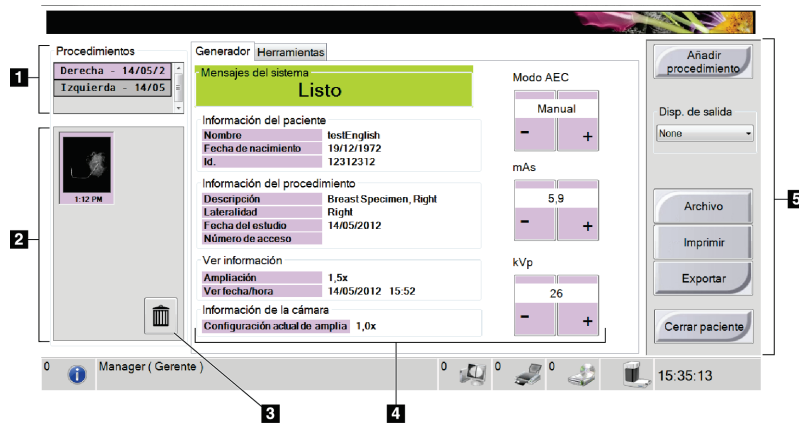 Procedimientos
Derecha - 14/05/2
Izquierda - 14/05
1:12 PM
Generador
Herramientas
Mensajes del sistema
Listo
Información del paciente
Nombre testEnglish
Fecha de nacimiento 19/12/1972
Id. 12312312
Información del procedimiento
Descripción Breast Specimen, Right
Lateralidad Right
Fecha del estudio 14/05/2012
Número de acceso
Ver información
Ampliación 1,5x
Ver fecha/hora 14/05/2012 15:52
Información de la cámara
Configuración actual de amplia 1,0x
Modo AEC
Manual
- +
mAs
5,9
- +
kVp
26
- +
Añadir
procedimiento
Disp. de salida
None
Archivo
Imprimir
Exportar
Cerrar paciente
0 Manager ( Gerente ) 0 0 0 15:35:13
1
2
3
4
5